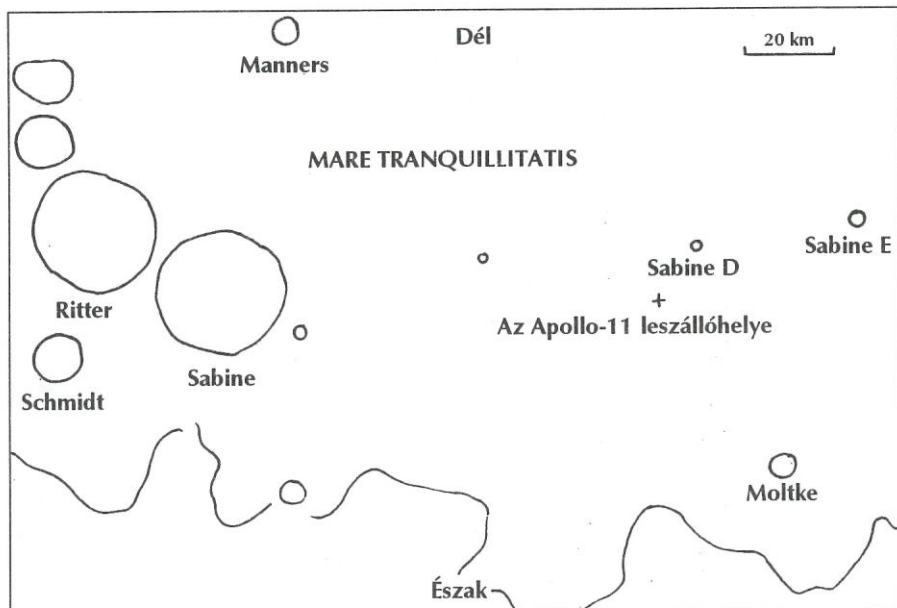 Dél
20 km
Manners
MARE TRANQUILLITATIS
Sabine E
Sabine D
Ritter
Az Apollo-11 leszállóhelye
Sabine
Schmidt
Moltke
Észak